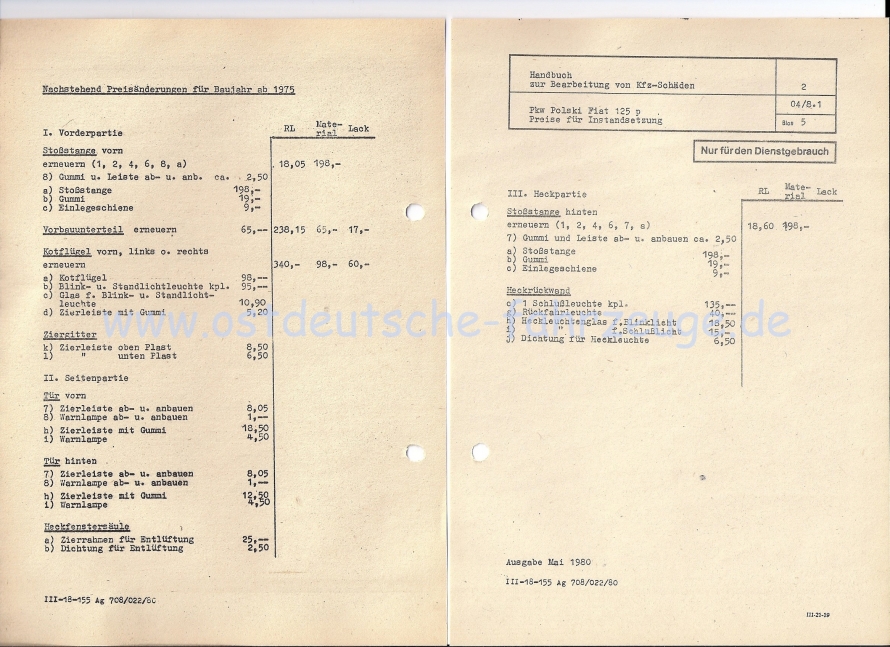 Nachstehend Preisänderungen für Baujahr ab 1975
RL Mate-rial Lack
I. Vorderpartie
Stoßstange vorn
erneuern (1, 2, 4, 6, 8, a) 18,05 198,-
8) Gummi u. Leiste ab- u. anb. ca. 2,50
a) Stoßstange 198,-
b) Gummi 19,-
c) Einlegeschiene 9,-
Vorbauunterteil erneuern 65,-- 238,15 65,- 17,-
Kotflügel vorn, links o. rechts
erneuern 340,- 98,- 60,-
a) Kotflügel 98,--
b) Blink- u. Standlichtleuchte kpl. 95,--
c) Glas f. Blink- u. Standlicht-
leuchte 10,90
d) Zierleiste mit Gummi 5,20
Ziergitter
k) Zierleiste oben Plast 8,50
l) " unten Plast 6,50
II. Seitenpartie
Tür vorn
7) Zierleiste ab- u. anbauen 8,05
8) Warnlampe ab- u. anbauen 1,--
h) Zierleiste mit Gummi 18,50
i) Warnlampe 4,50
Tür hinten
7) Zierleiste ab- u. anbauen 8,05
8) Warnlampe ab- u. anbauen 1,--
h) Zierleiste mit Gummi 12,50
i) Warnlampe 4,50
Heckfenstersäule
a) Zierrahmen für Entlüftung 25,--
b) Dichtung für Entlüftung 2,50
III-18-155 Ag 708/022/80
Handbuch
zur Bearbeitung von Kfz-Schäden
2
04/8.1
Pkw Polski Fiat 125 p
Preise für Instandsetzung
Blatt 5
Nur für den Dienstgebrauch
RL Mate-rial Lack
III. Heckpartie
Stoßstange hinten
erneuern (1, 2, 4, 6, 7, a) 18,60 198,-
7) Gummi und Leiste ab- u. anbauen ca. 2,50
a) Stoßstange 198,-
b) Gummi 19,-
c) Einlegeschiene 9,-
Heckrückwand
c) 1 Schlußleuchte kpl. 135,--
g) Rückfahrleuchte 40,--
h) Heckleuchtenglas f.Blinklicht 18,50
i) " f.Schlußlicht 15,--
j) Dichtung für Heckleuchte 6,50
www.ostdeutsche-fahrzeuge.de
Ausgabe Mai 1980
III-18-155 Ag 708/022/80
III-21-19